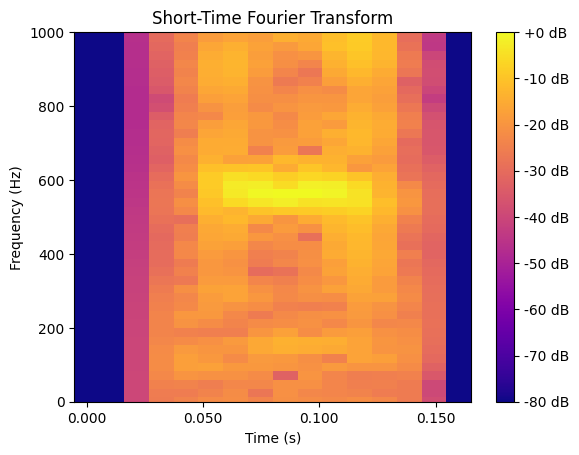 Short-Time Fourier Transform
1000
800
600
400
200
0
Frequency (Hz)
0.000
0.050
0.100
0.150
Time (s)
+0 dB
-10 dB
-20 dB
-30 dB
-40 dB
-50 dB
-60 dB
-70 dB
-80 dB